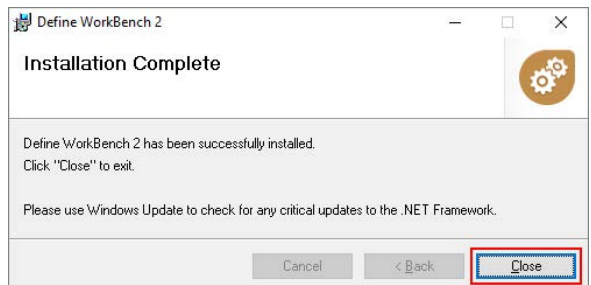 Define WorkBench 2
Installation Complete
Define WorkBench 2 has been successfully installed.
Click "Close" to exit.
Please use Windows Update to check for any critical updates to the .NET Framework.
Cancel
< Back
Close